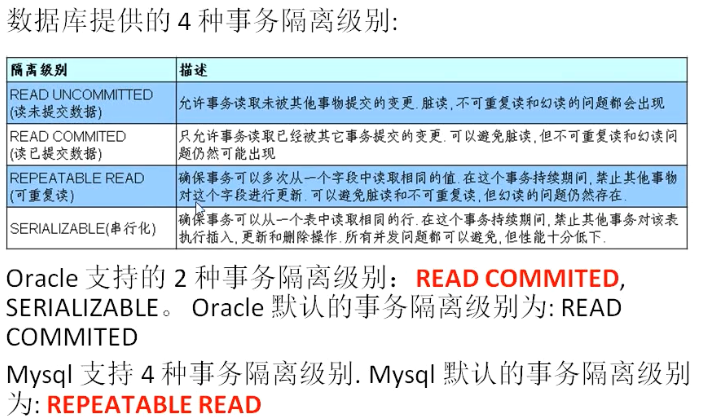 数据库提供的 4 种事务隔离级别:
隔离级别 描述
READ UNCOMMITTED
(读未提交数据)
允许事务读取未被其他事物提交的变更.脏读,不可重复读和幻读的问题都会出现
READ COMMITED
(读已提交数据)
只允许事务读取已经被其它事务提交的变更.可以避免脏读,但不可重复读和幻读问
题仍然可能出现
REPEATABLE READ
(可重复读)
确保事务可以多次从一个字段中读取相同的值.在这个事务持续期间,禁止其他事物
对这个字段进行更新.可以避免脏读和不可重复读,但幻读的问题仍然存在.
SERIALIZABLE(串行化)
确保事务可以从一个表中读取相同的行.在这个事务持续期间,禁止其他事务对该表
执行插入,更新和删除操作.所有并发问题都可以避免,但性能十分低下.
Oracle 支持的 2 种事务隔离级别：READ COMMITED,
SERIALIZABLE。 Oracle 默认的事务隔离级别为: READ
COMMITED
Mysql 支持 4 种事务隔离级别. Mysql 默认的事务隔离级别
为: REPEATABLE READ